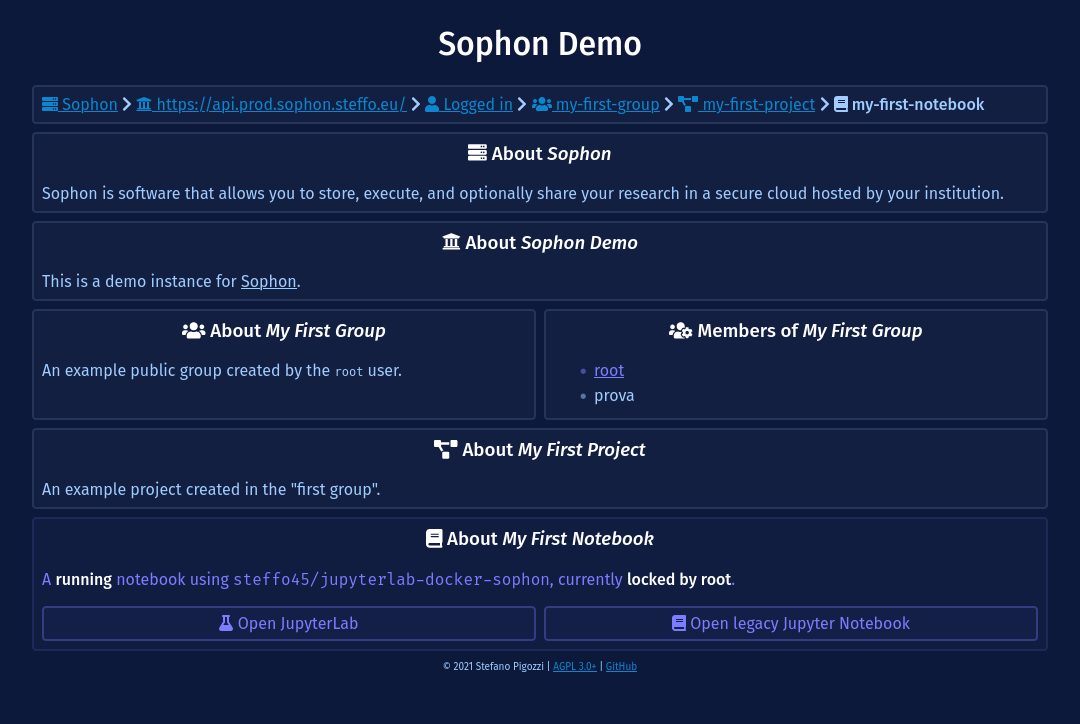 Sophon Demo
Sophon > https://api.prod.sophon.steffo.eu/ > Logged in > my-first-group > my-first-project > my-first-notebook
About Sophon
Sophon is software that allows you to store, execute, and optionally share your research in a secure cloud hosted by your institution.
About Sophon Demo
This is a demo instance for Sophon.
About My First Group
An example public group created by the root user.
Members of My First Group
• root
• prova
About My First Project
An example project created in the "first group".
About My First Notebook
A running notebook using steffo45/jupyterlab-docker-sophon, currently locked by root.
Open JupyterLab
Open legacy Jupyter Notebook
© 2021 Stefano Pigozzi | AGPL 3.0+ | GitHub